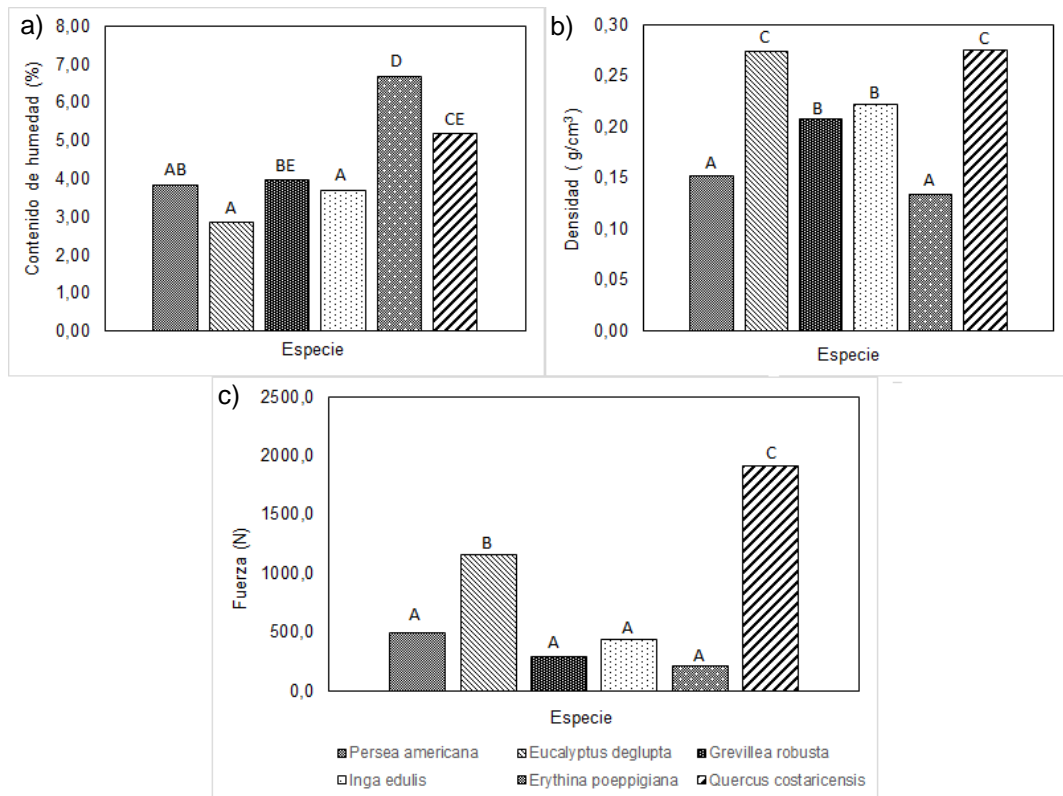 a)
Contenido de humedad (%)
8,00
7,00
6,00
5,00
4,00
3,00
2,00
1,00
0,00
AB
A
BE
A
D
CE
Especie
b)
Densidad ( g/cm³)
0,30
0,25
0,20
0,15
0,10
0,05
0,00
A
C
B
B
A
C
Especie
c)
Fuerza (N)
2500,0
2000,0
1500,0
1000,0
500,0
0,0
A
B
A
A
A
C
Especie
Persea americana
Eucalyptus deglupta
Grevillea robusta
Inga edulis
Erythina poeppigiana
Quercus costaricensis